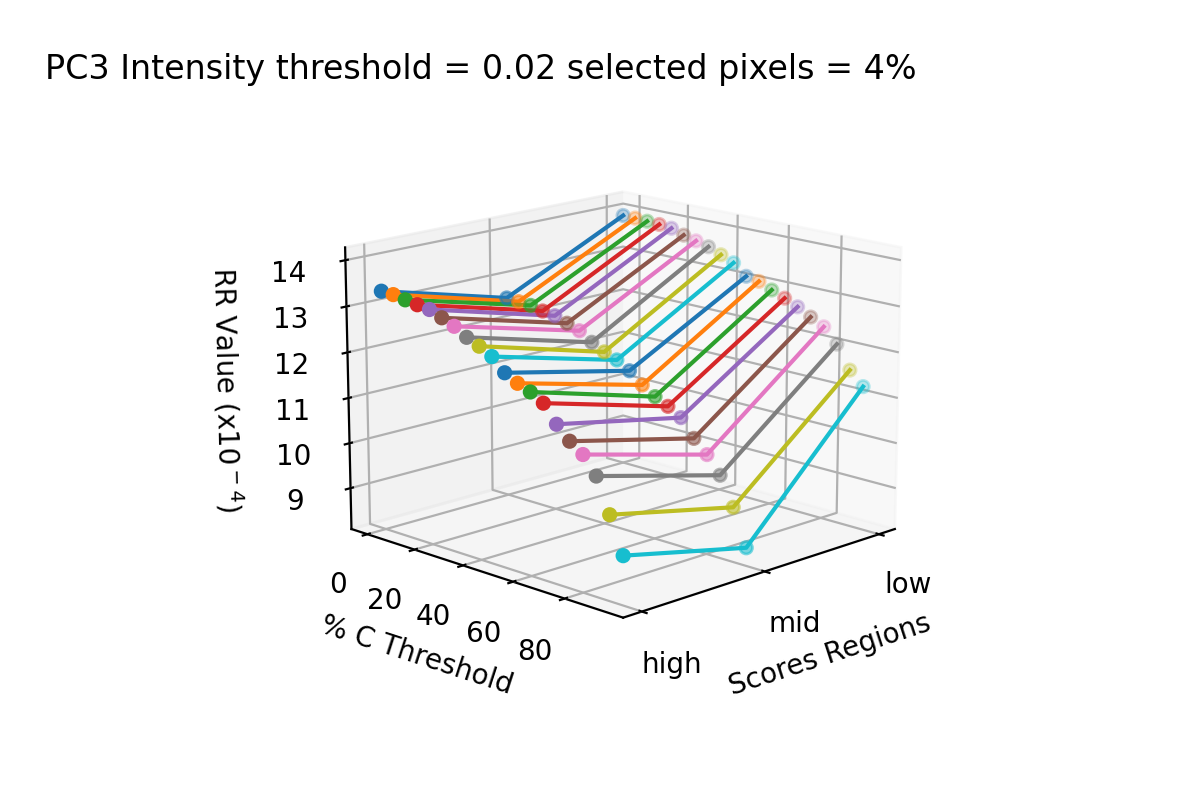 PC3 Intensity threshold = 0.02 selected pixels = 4%
14
13
12
11
10
9
RR Value (x10⁻⁴)
0
20
40
60
80
% C Threshold
high
mid
low
Scores Regions